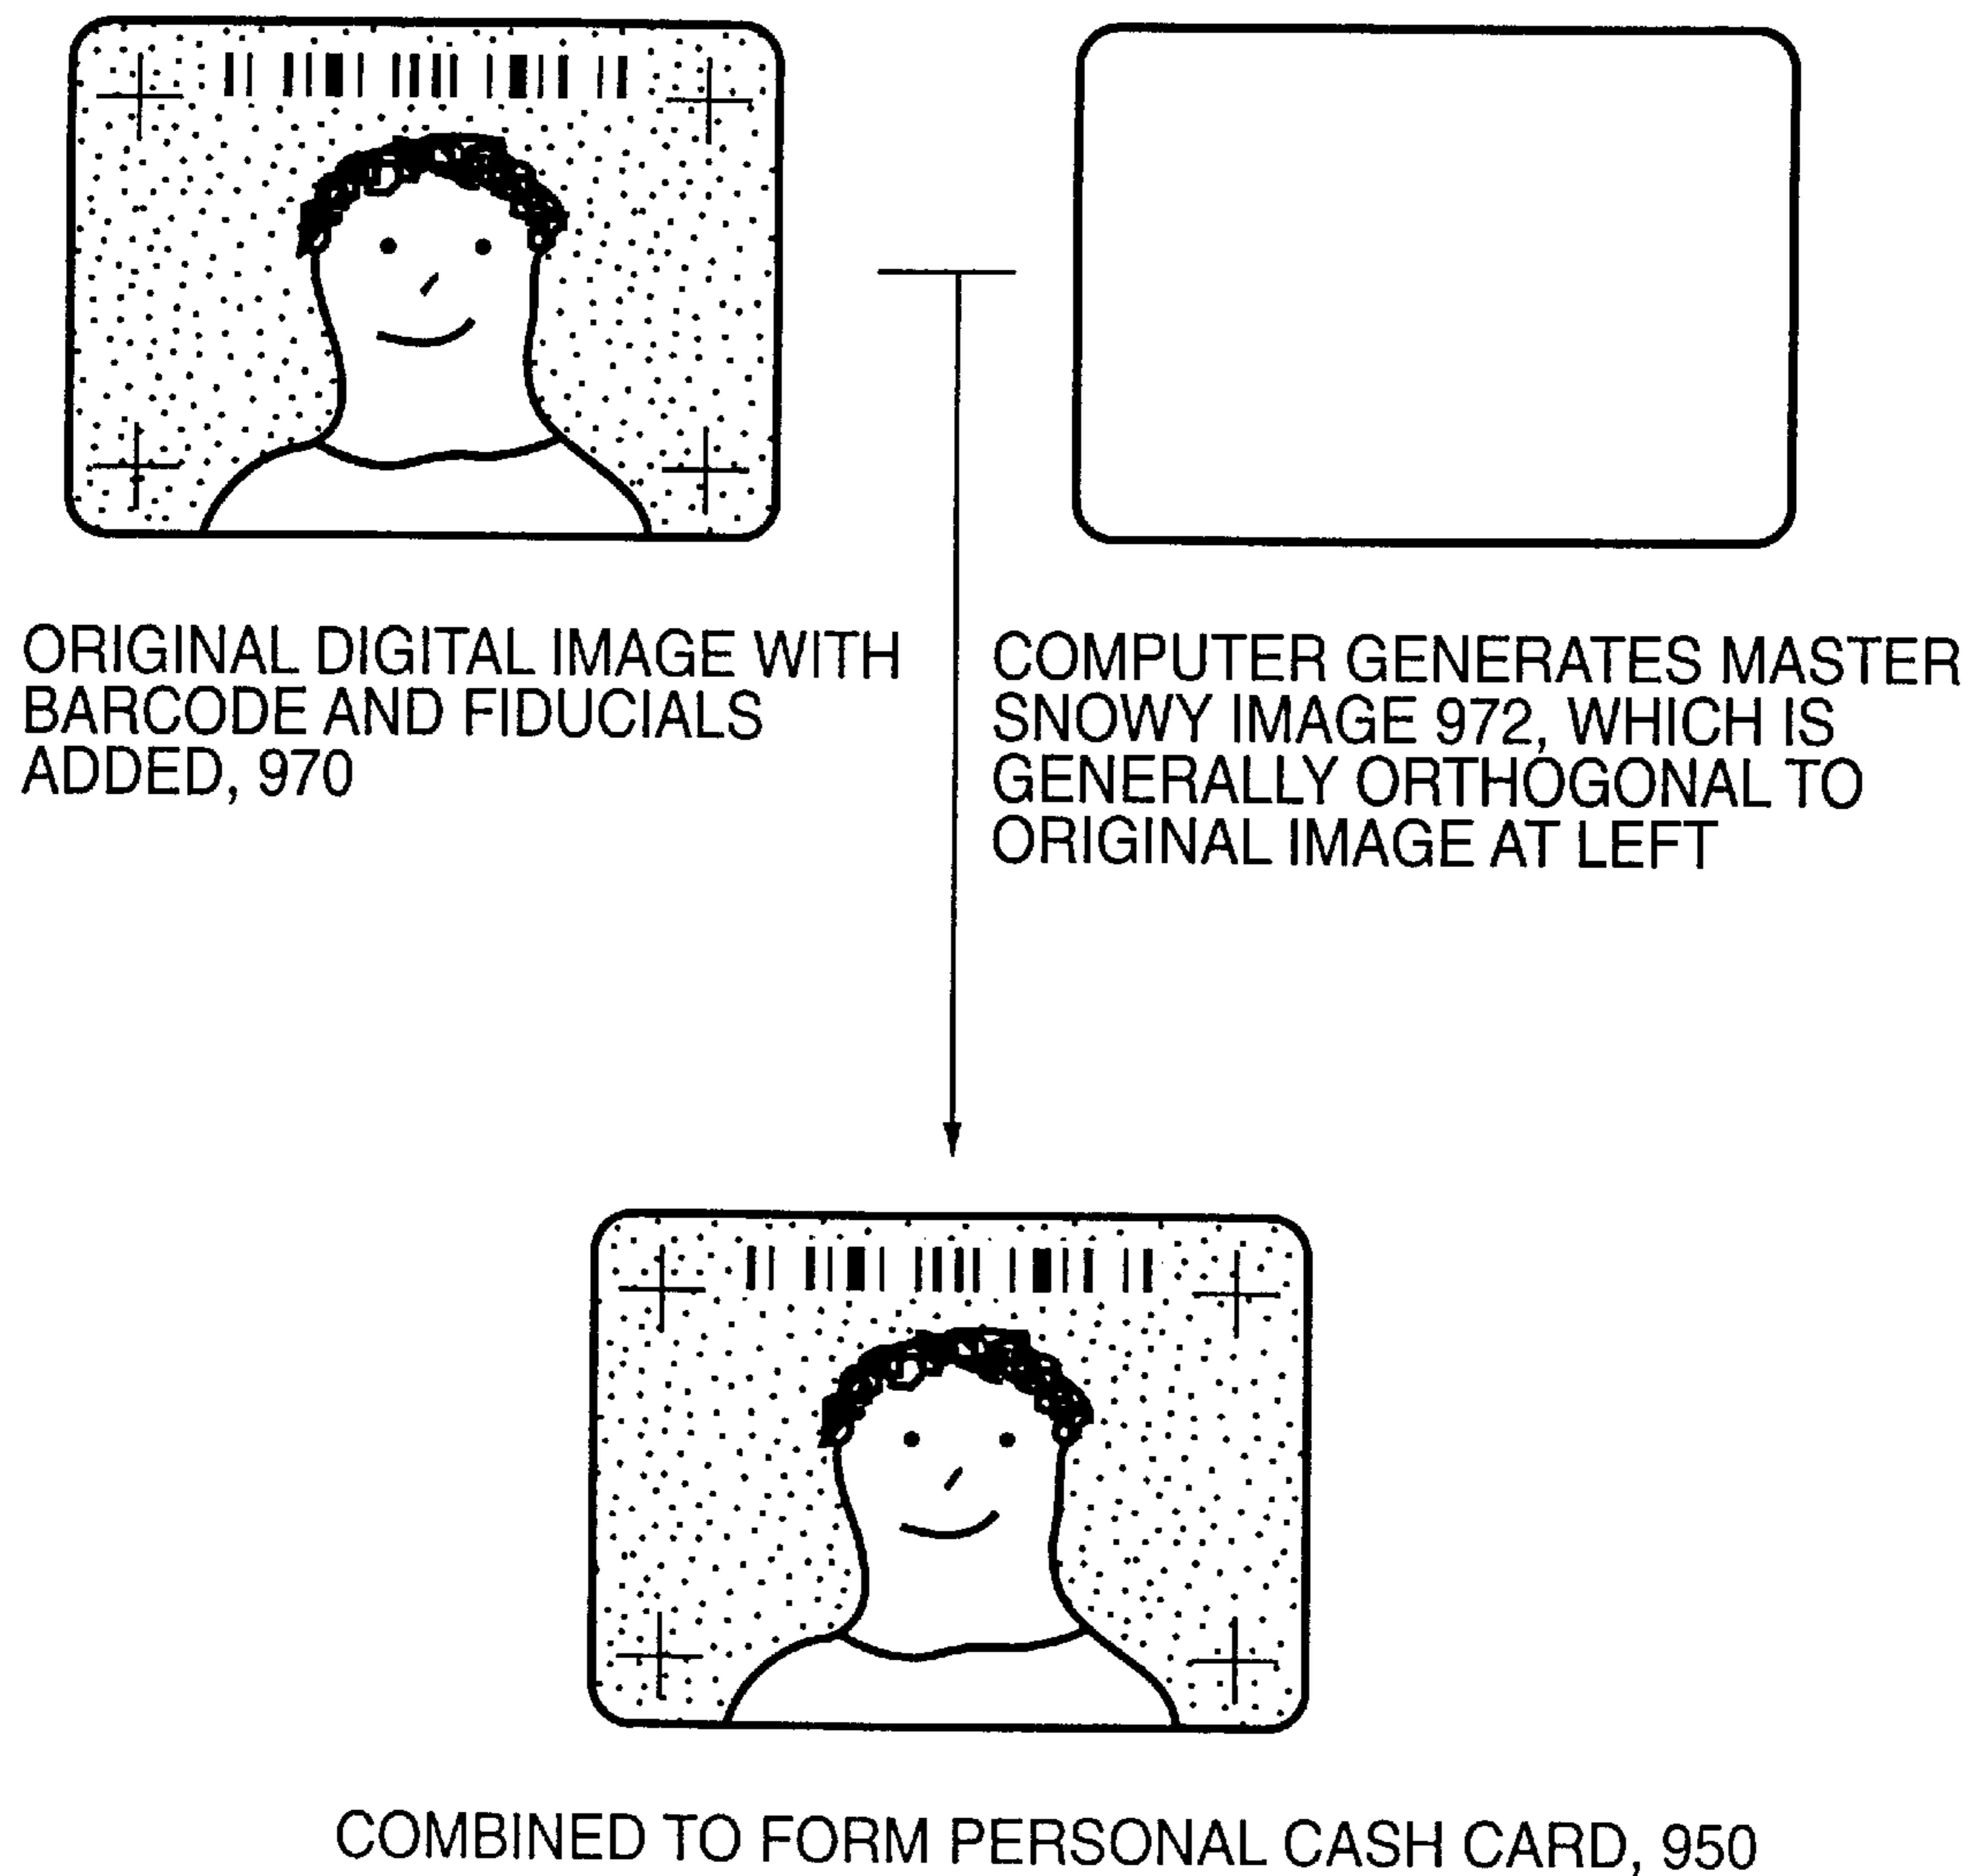 ORIGINAL DIGITAL IMAGE WITH
BARCODE AND FIDUCIALS
ADDED, 970
COMPUTER GENERATES MASTER
SNOWY IMAGE 972, WHICH IS
GENERALLY ORTHOGONAL TO
ORIGINAL IMAGE AT LEFT
COMBINED TO FORM PERSONAL CASH CARD, 950